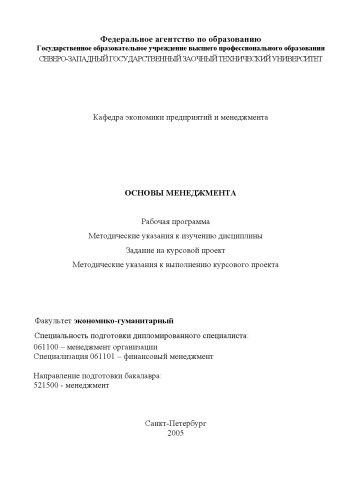 Федеральное агентство по образованию
Государственное образовательное учреждение высшего профессионального образования
СЕВЕРО-ЗАПАДНЫЙ ГОСУДАРСТВЕННЫЙ ЗАОЧНЫЙ ТЕХНИЧЕСКИЙ УНИВЕРСИТЕТ
Кафедра экономики предприятий и менеджмента
ОСНОВЫ МЕНЕДЖМЕНТА
Рабочая программа
Методические указания к изучению дисциплины
Задание на курсовой проект
Методические указания к выполнению курсового проекта
Факультет экономико-гуманитарный
Специальность подготовки дипломированного специалиста:
061100 – менеджмент организации
Специализация 061101 – финансовый менеджмент
Направление подготовки бакалавра:
521500 - менеджмент
Санкт-Петербург
2005